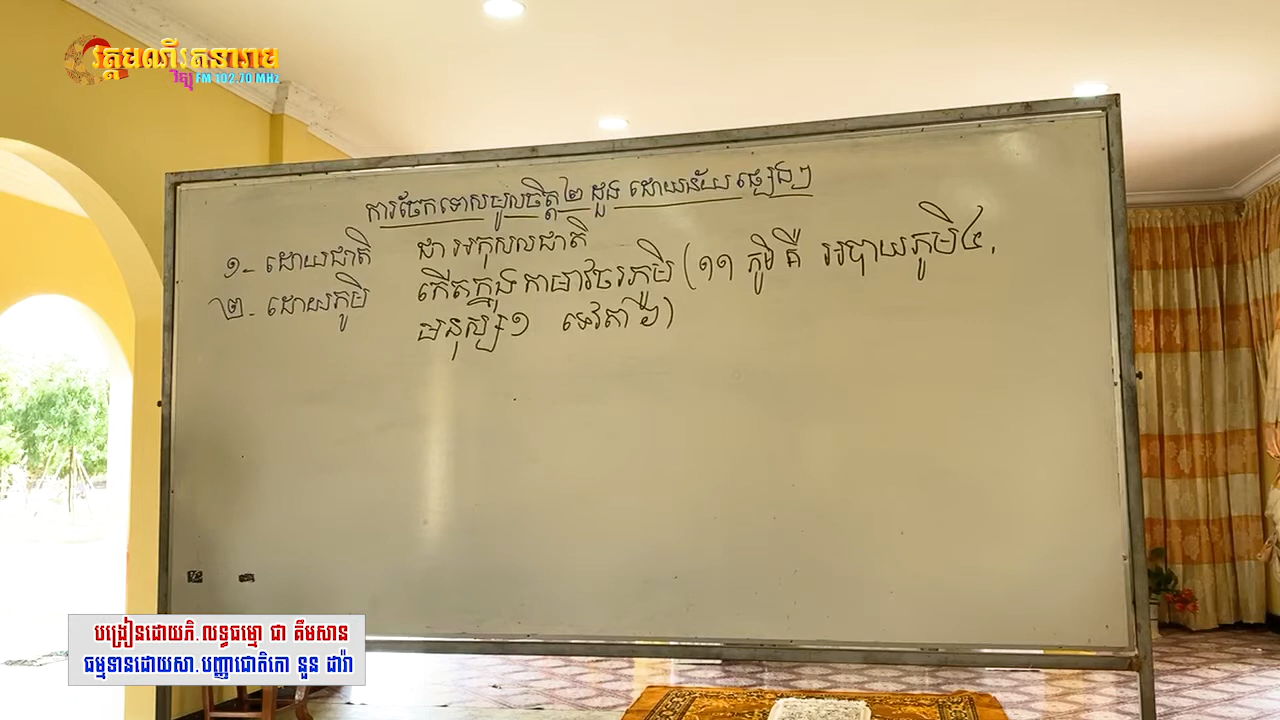 វត្តមណីរតនារាម
វិទ្យុ FM 102.70 MHz
ការចែកទោសមូលចិត្ត ២ ដួង ដោយន័យផ្សេងៗ
១- ដោយជាតិ ជា អកុសលជាតិ
២- ដោយភូមិ កើតក្នុង កាមាវចរភូមិ (១១ ភូមិ គឺ អបាយភូមិ៤,
មនុស្ស១ ទេវតា ៦)
បង្រៀនដោយភិ.លទ្ធធម្មោ ជា គឹមសាន
ធម្មទានដោយសា.បញ្ញាជោតិកោ នួន ដារ៉ា